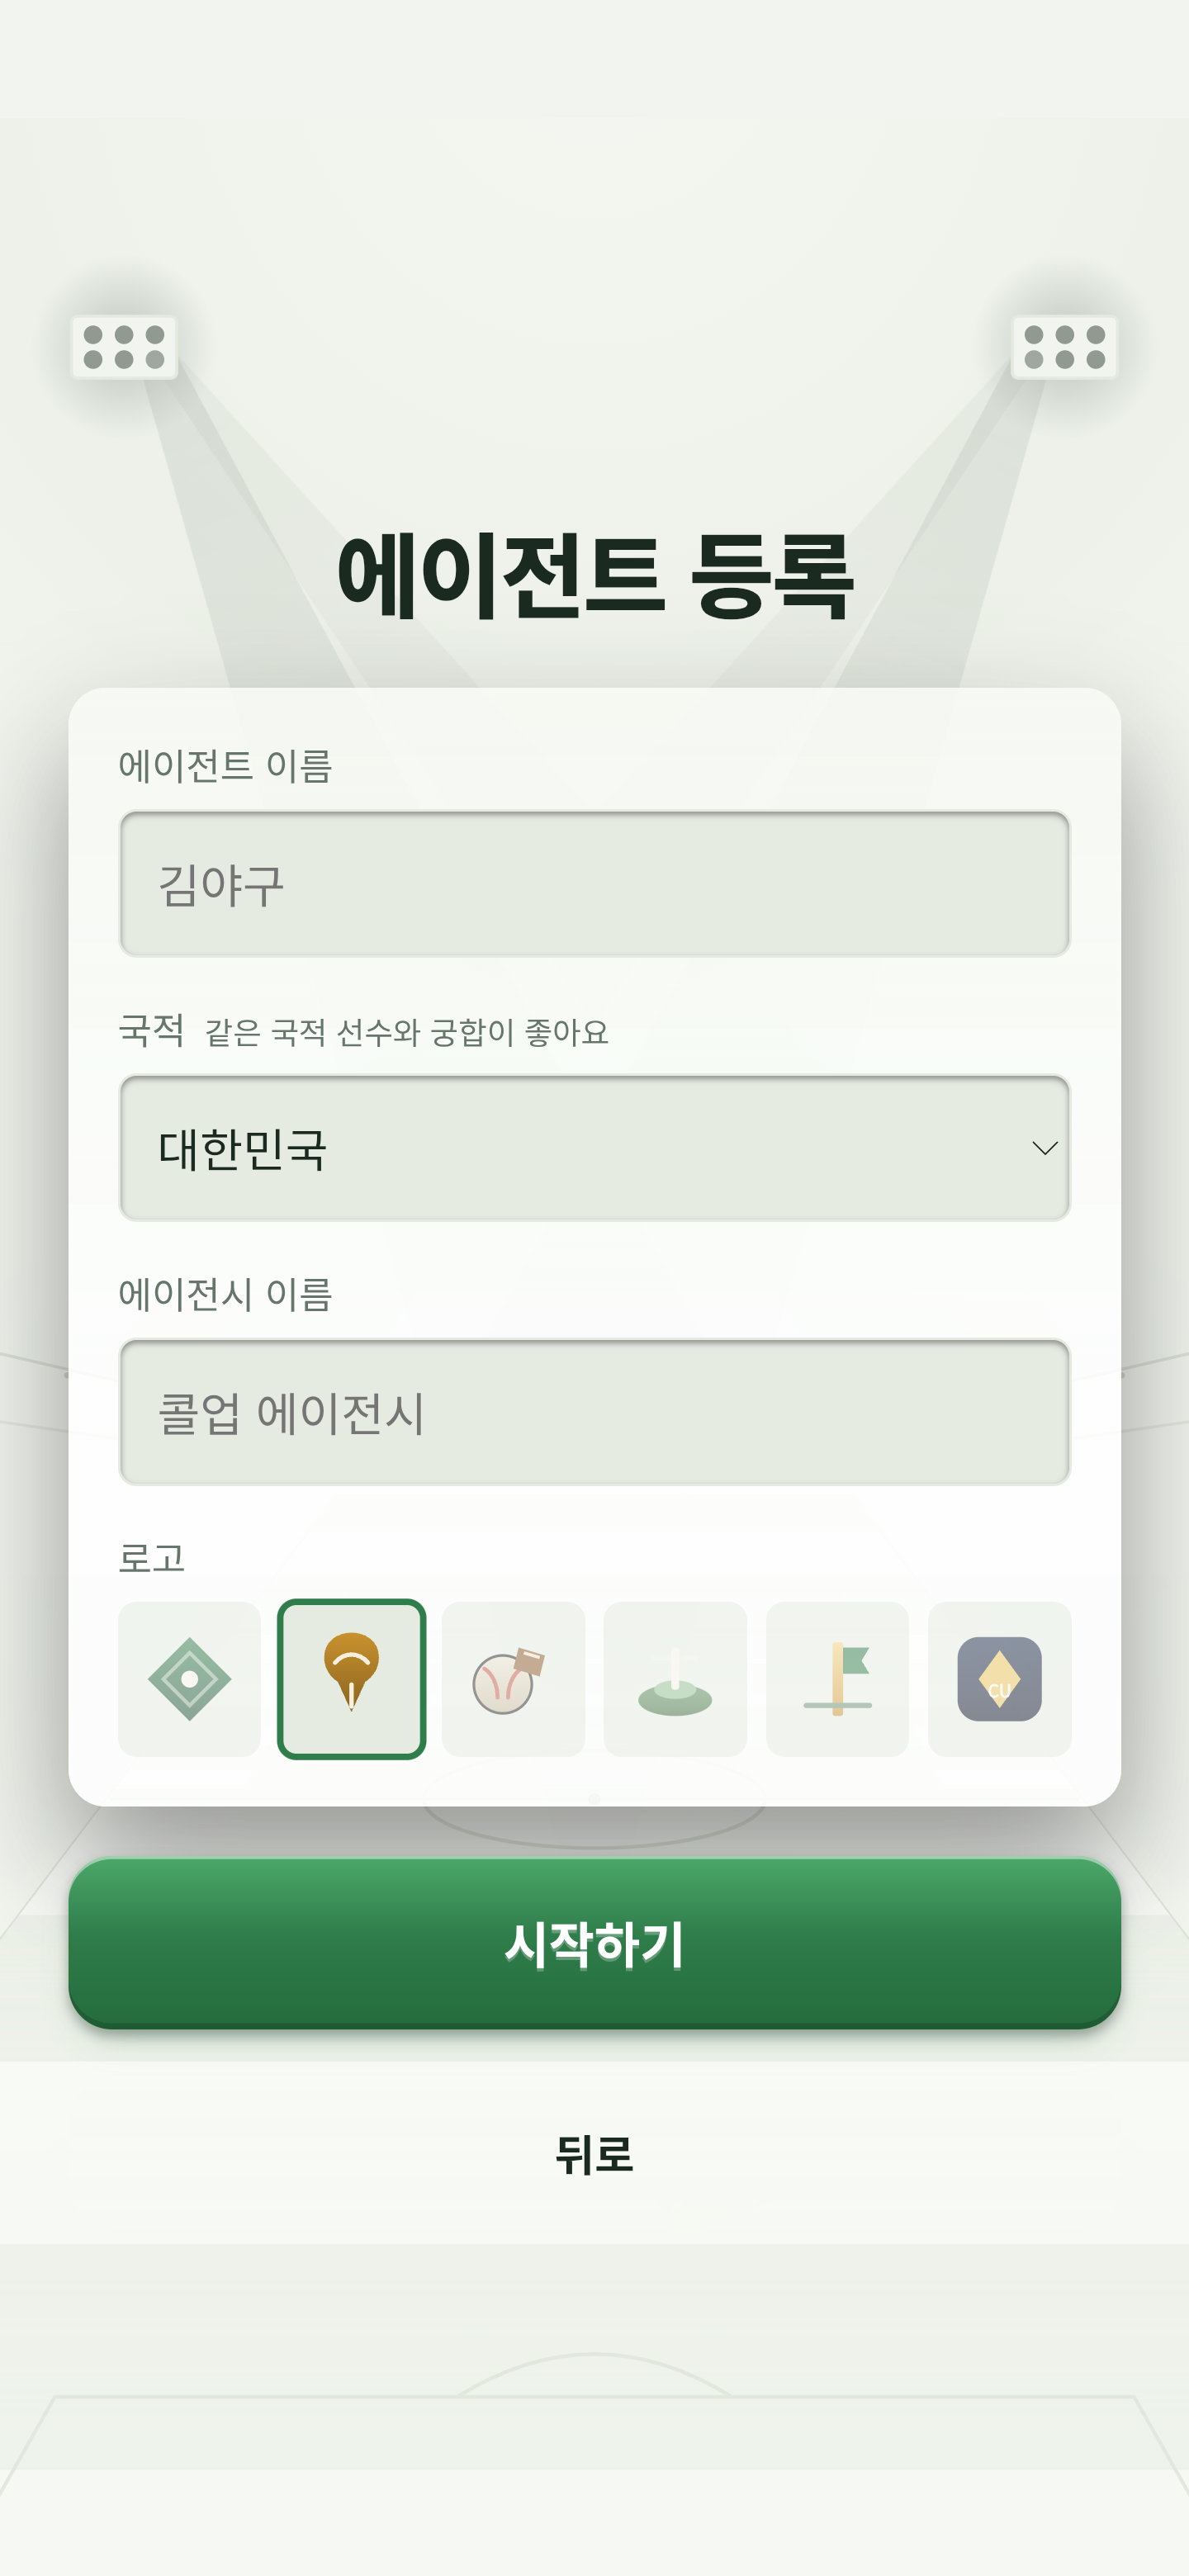 에이전트 등록
에이전트 이름
김야구
국적 같은 국적 선수와 궁합이 좋아요
대한민국
에이전시 이름
콜업 에이전시
로고
CU
시작하기
뒤로